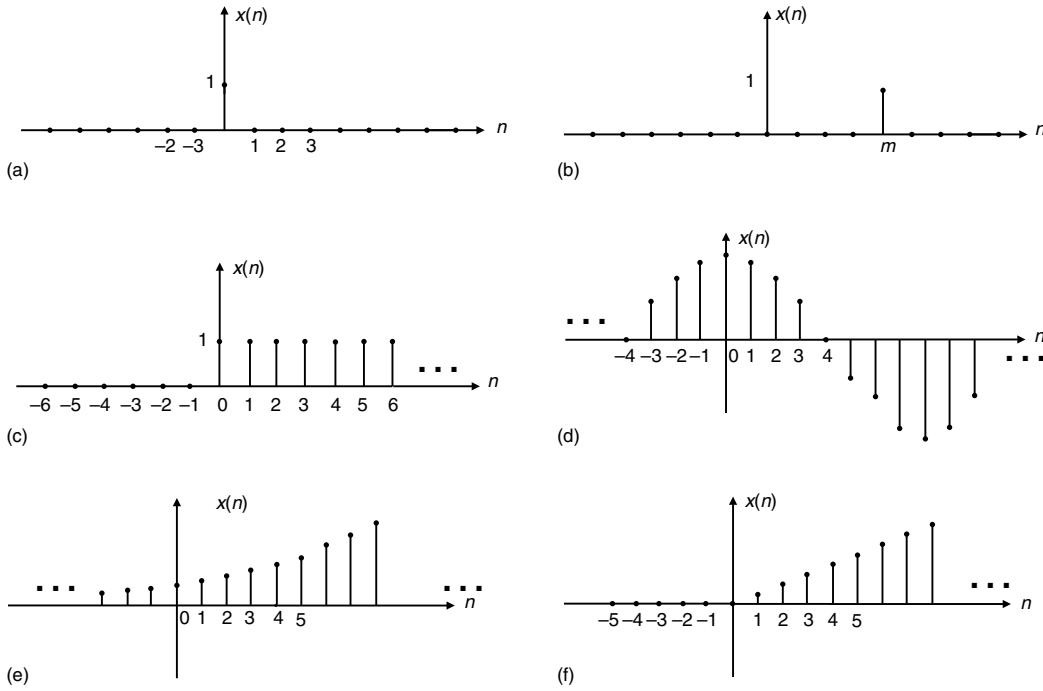 x(n)
1
n
–2 –3 1 2 3
(a)
x(n)
1
n
m
(b)
x(n)
1
n
–6 –5 –4 –3 –2 –1 0 1 2 3 4 5 6
(c)
x(n)
n
–4 –3 –2 –1 0 1 2 3 4
(d)
x(n)
n
0 1 2 3 4 5
(e)
x(n)
n
–5 –4 –3 –2 –1 1 2 3 4 5
(f)